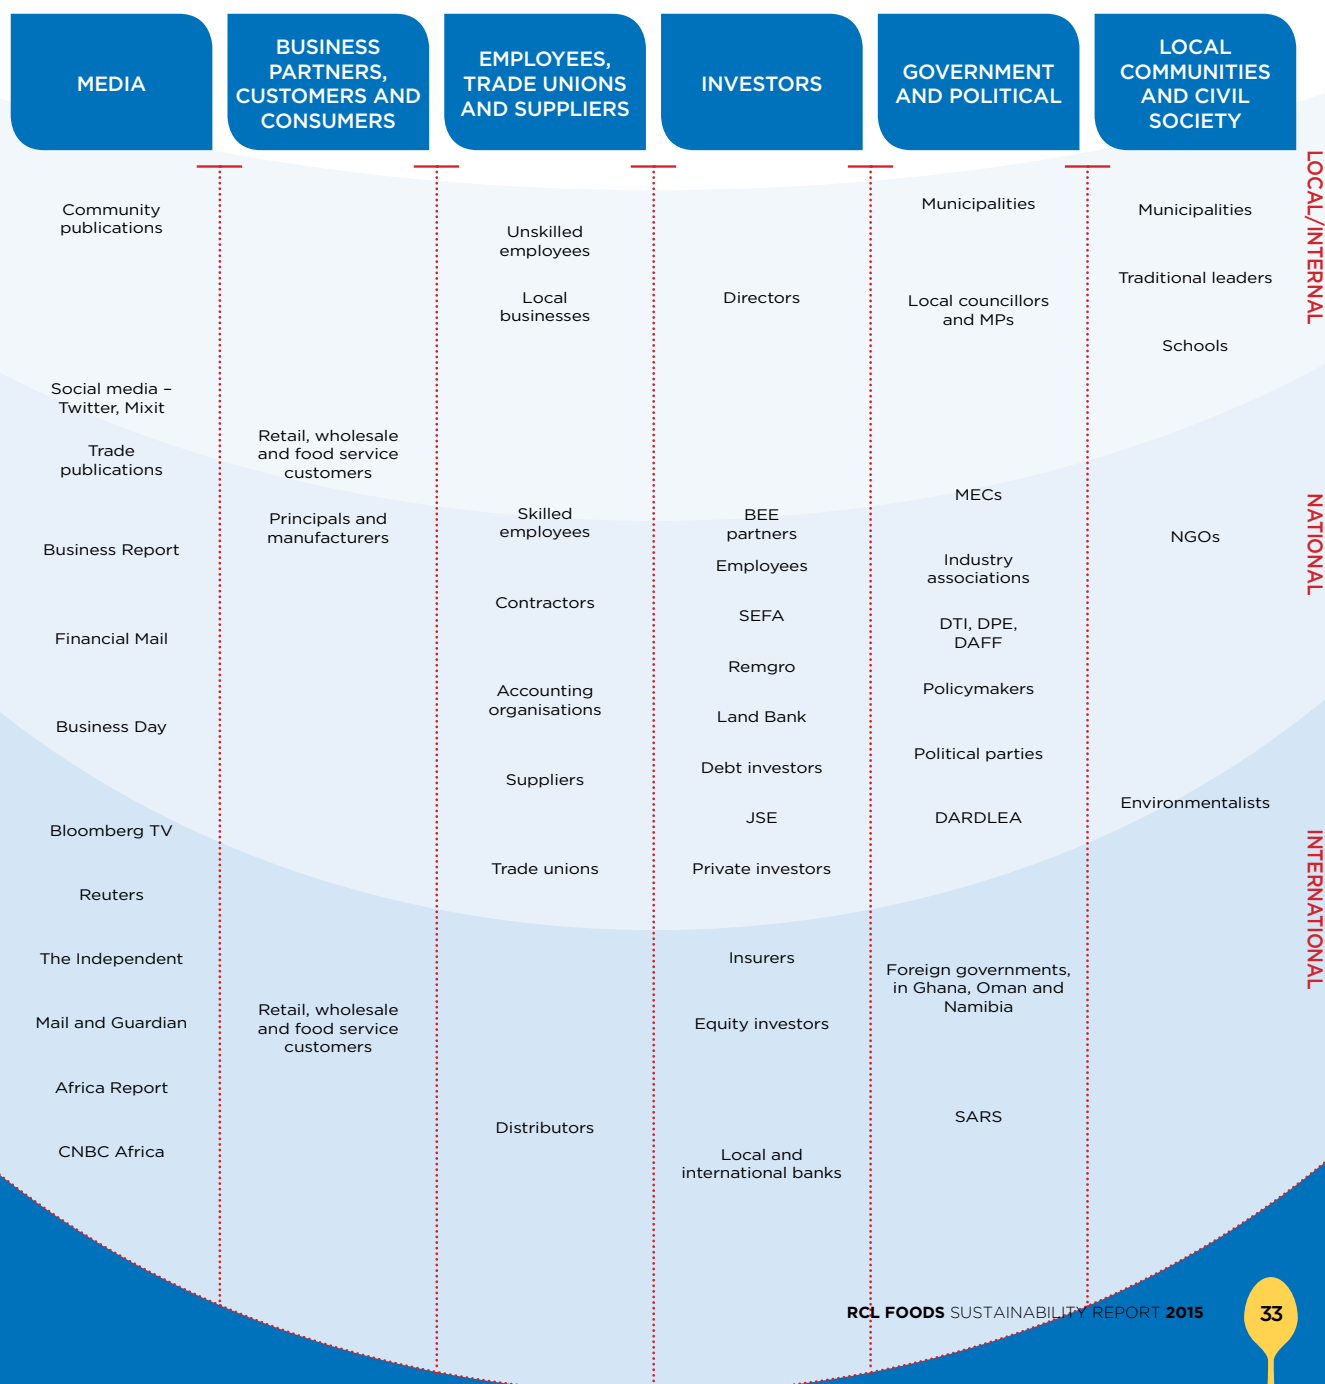 MEDIA
BUSINESS
PARTNERS,
CUSTOMERS AND
CONSUMERS
EMPLOYEES,
TRADE UNIONS
AND SUPPLIERS
INVESTORS
GOVERNMENT
AND POLITICAL
LOCAL
COMMUNITIES
AND CIVIL
SOCIETY
Community
publications
Social media –
Twitter, Mixit
Trade
publications
Business Report
Financial Mail
Business Day
Bloomberg TV
Reuters
The Independent
Mail and Guardian
Africa Report
CNBC Africa
Retail, wholesale
and food service
customers
Principals and
manufacturers
Retail, wholesale
and food service
customers
Unskilled
employees
Local
businesses
Skilled
employees
Contractors
Accounting
organisations
Suppliers
Trade unions
Distributors
Directors
BEE
partners
Employees
SEFA
Remgro
Land Bank
Debt investors
JSE
Private investors
Insurers
Equity investors
Local and
international banks
Municipalities
Local councillors
and MPs
MECs
Industry
associations
DTI, DPE,
DAFF
Policymakers
Political parties
DARDLEA
Foreign governments,
in Ghana, Oman and
Namibia
SARS
Municipalities
Traditional leaders
Schools
NGOs
Environmentalists
LOCAL/INTERNAL
NATIONAL
INTERNATIONAL
RCL FOODS SUSTAINABILITY REPORT 2015
33